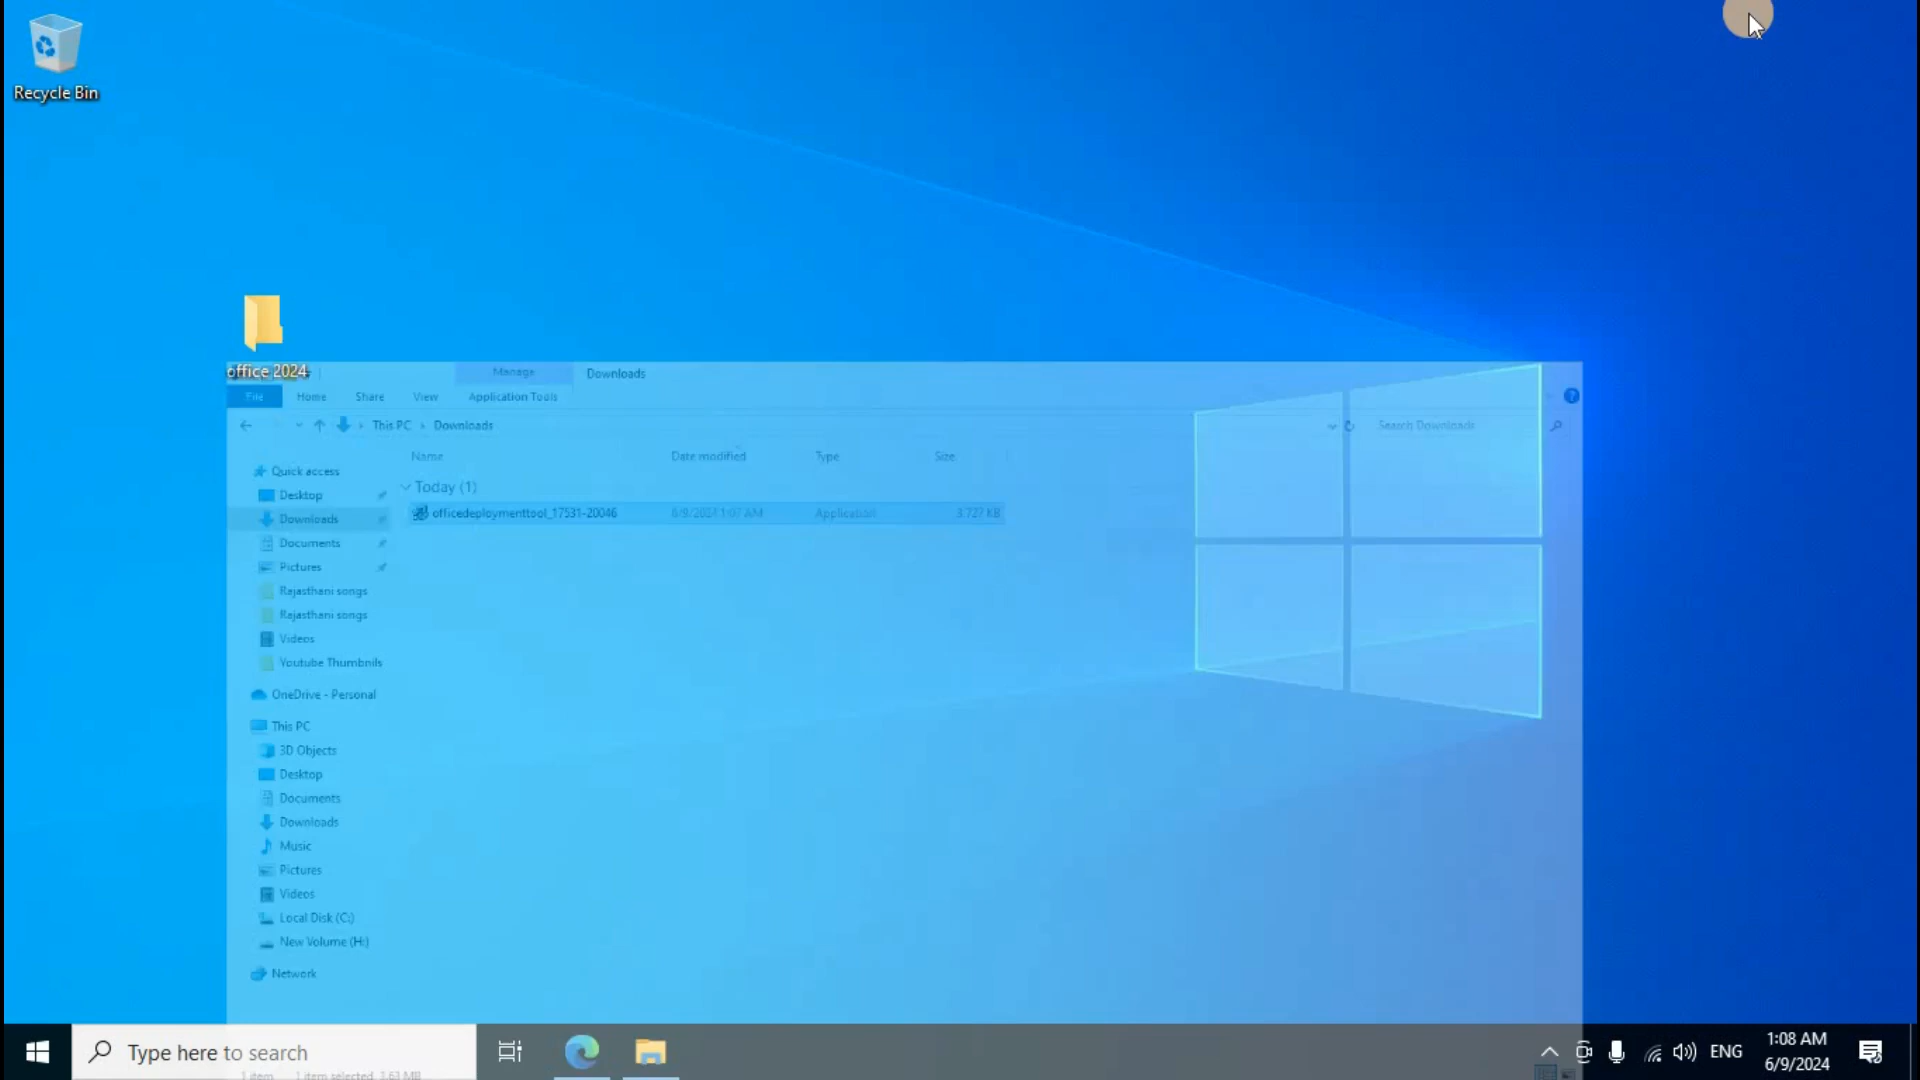 Recycle Bin
office 2024
Manage
Downloads
File
Home
Share
View
Application Tools
This PC
Downloads
Search Downloads
Name
Date modified
Type
Size
Quick access
Today (1)
Desktop
officedeploymenttool_17531-20046
6/9/2024 1:07 AM
Application
3,727 KB
Downloads
Documents
Pictures
Rajasthani songs
Rajasthani songs
Videos
Youtube Thumbnils
OneDrive - Personal
This PC
3D Objects
Desktop
Documents
Downloads
Music
Pictures
Videos
Local Disk (C:)
New Volume (H:)
Network
Type here to search
1 item
1 item selected 3.63 MB
ENG
1:08 AM
6/9/2024